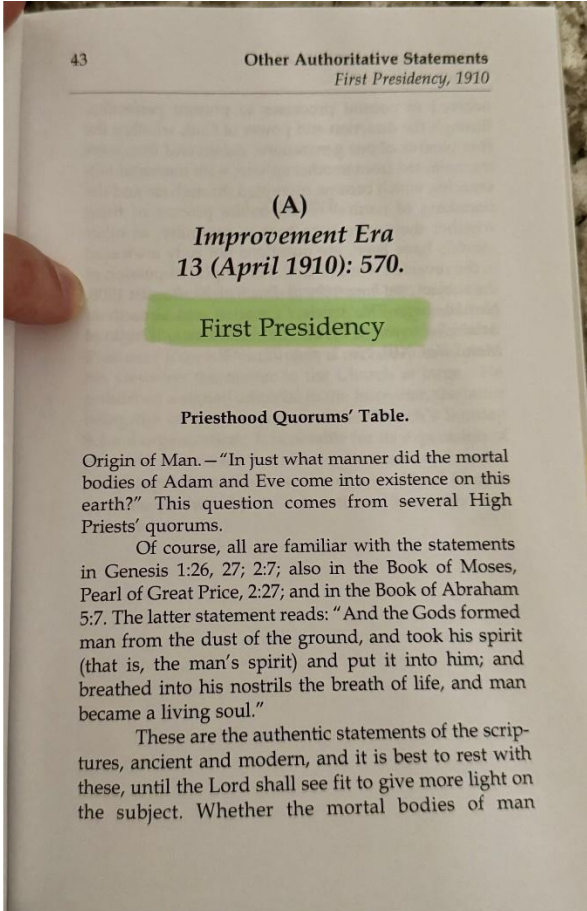 43
Other Authoritative Statements
First Presidency, 1910
(A)
Improvement Era
13 (April 1910): 570.
First Presidency
Priesthood Quorums’ Table.
Origin of Man.—“In just what manner did the mortal
bodies of Adam and Eve come into existence on this
earth?” This question comes from several High
Priests’ quorums.
Of course, all are familiar with the statements
in Genesis 1:26, 27; 2:7; also in the Book of Moses,
Pearl of Great Price, 2:27; and in the Book of Abraham
5:7. The latter statement reads: “And the Gods formed
man from the dust of the ground, and took his spirit
(that is, the man’s spirit) and put it into him; and
breathed into his nostrils the breath of life, and man
became a living soul.”
These are the authentic statements of the scrip-
tures, ancient and modern, and it is best to rest with
these, until the Lord shall see fit to give more light on
the subject. Whether the mortal bodies of man